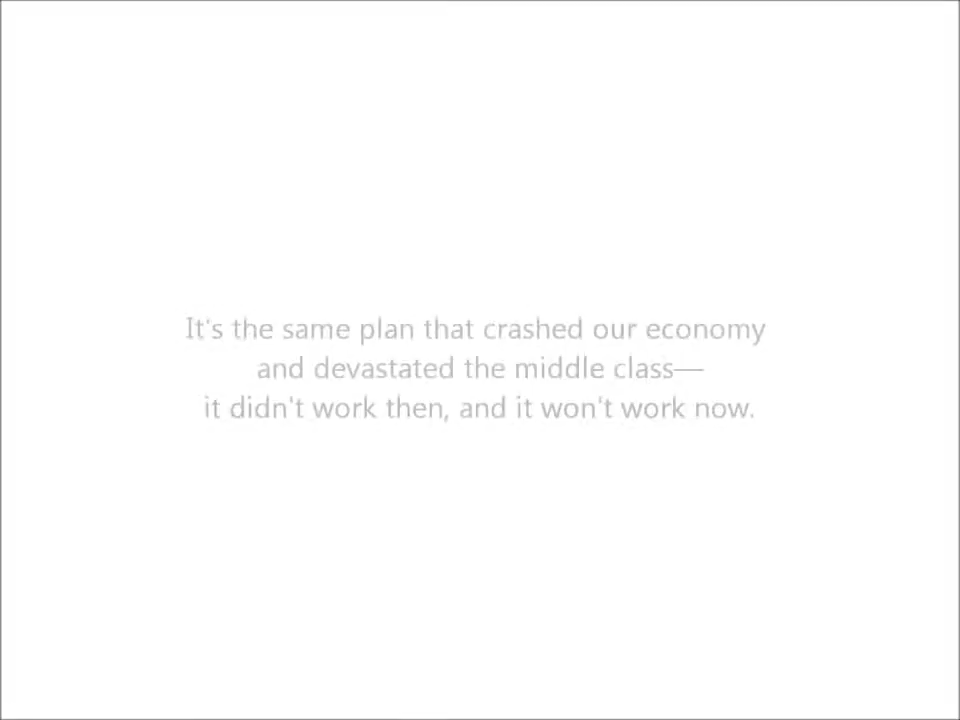 It's the same plan that crashed our economy
and devastated the middle class—
it didn't work then, and it won't work now.